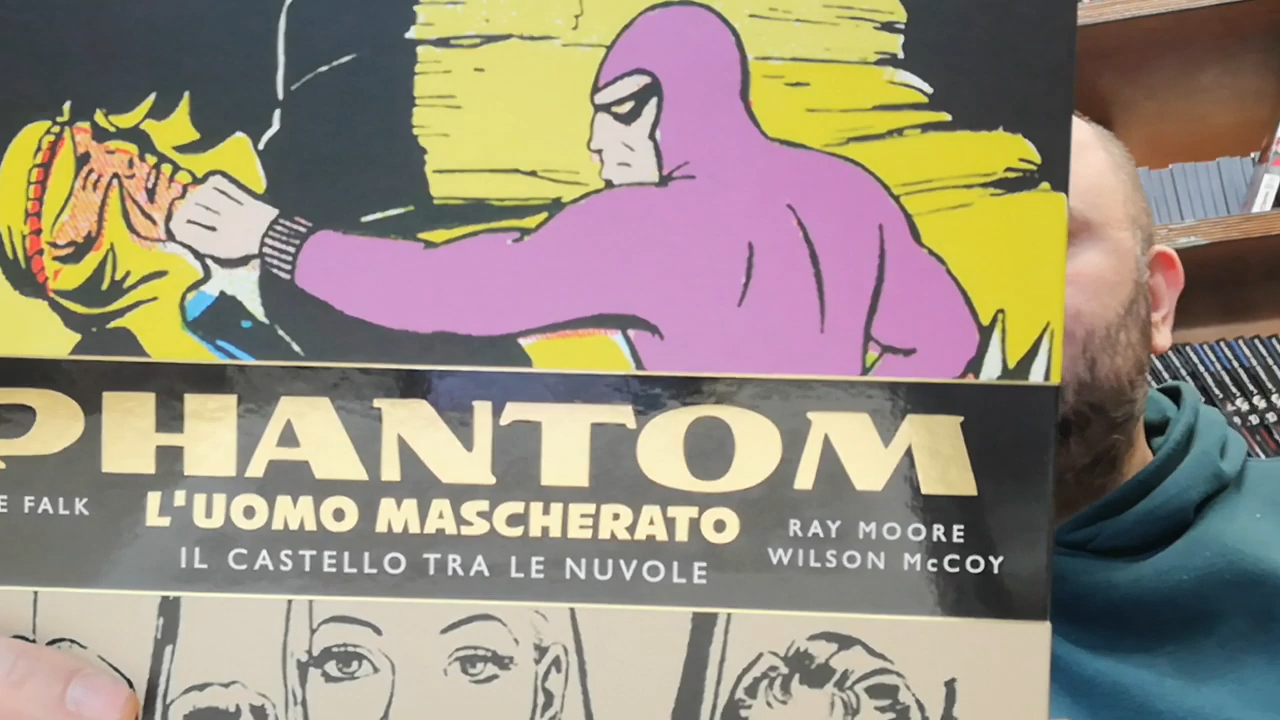 PHANTOM
E FALK
L'UOMO MASCHERATO
IL CASTELLO TRA LE NUVOLE
RAY MOORE
WILSON McCOY